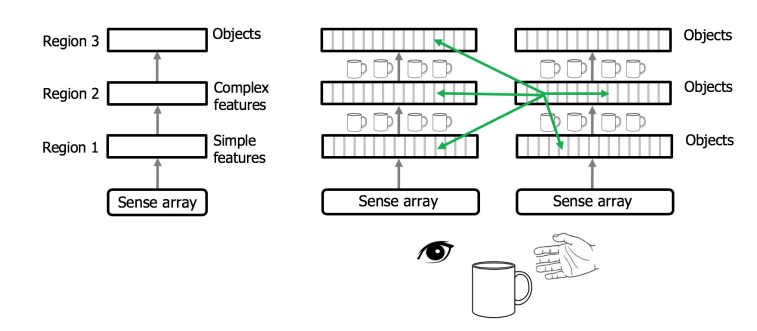 Region 3
Objects
Objects
Region 2
Complex
features
Objects
Region 1
Simple
features
Objects
Sense array
Sense array
Sense array